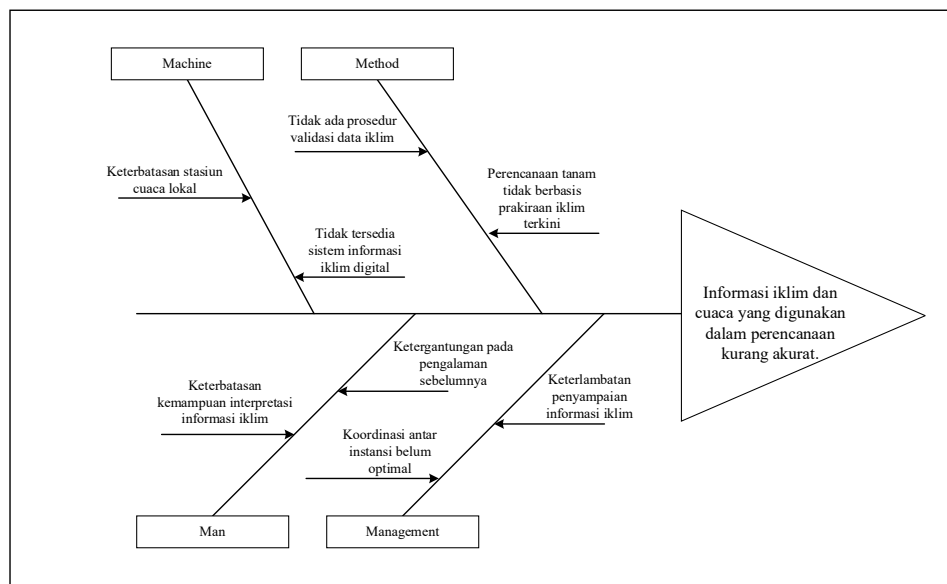 Machine
Method
Tidak ada prosedur
validasi data iklim
Keterbatasan stasiun
cuaca lokal
Perencanaan tanam
tidak berbasis
prakiraan iklim
terkini
Tidak tersedia
sistem informasi
iklim digital
Informasi iklim dan
cuaca yang digunakan
dalam perencanaan
kurang akurat.
Ketergantungan pada
pengalaman
sebelumnya
Keterbatasan
kemampuan interpretasi
informasi iklim
Keterlambatan
penyampaian
informasi iklim
Koordinasi antar
instansi belum
optimal
Man
Management